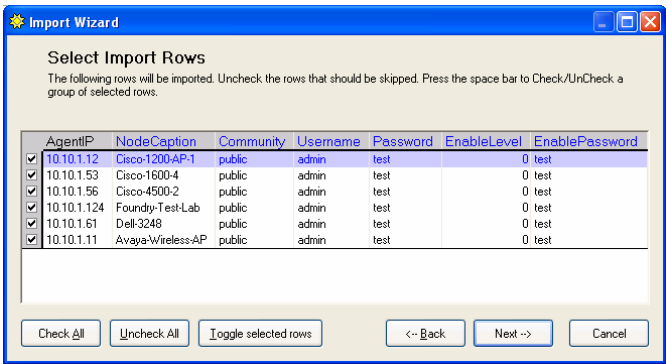 Import Wizard
Select Import Rows
The following rows will be imported. Uncheck the rows that should be skipped. Press the space bar to Check/UnCheck a
group of selected rows.
AgentIP NodeCaption Community Username Password EnableLevel EnablePassword
10.10.1.12 Cisco-1200-AP-1 public admin test 0 test
10.10.1.53 Cisco-1600-4 public admin test 0 test
10.10.1.56 Cisco-4500-2 public admin test 0 test
10.10.1.124 Foundry-Test-Lab public admin test 0 test
10.10.1.61 Dell-3248 public admin test 0 test
10.10.1.11 Avaya-Wireless-AP public admin test 0 test
Check All Uncheck All Toggle selected rows <-- Back Next --> Cancel